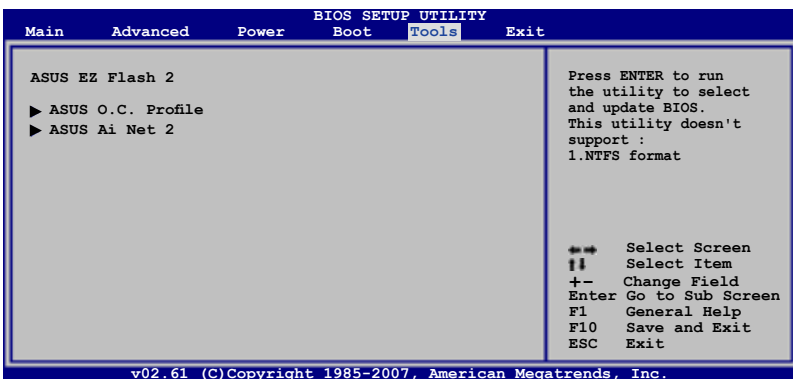 BIOS SETUP UTILITY
Main Advanced Power Boot Tools Exit
ASUS EZ Flash 2
ASUS O.C. Profile
ASUS Ai Net 2
Press ENTER to run
the utility to select
and update BIOS.
This utility doesn't
support :
1.NTFS format
Select Screen
Select Item
+- Change Field
Enter Go to Sub Screen
F1 General Help
F10 Save and Exit
ESC Exit
v02.61 (C)Copyright 1985-2007, American Megatrends, Inc.